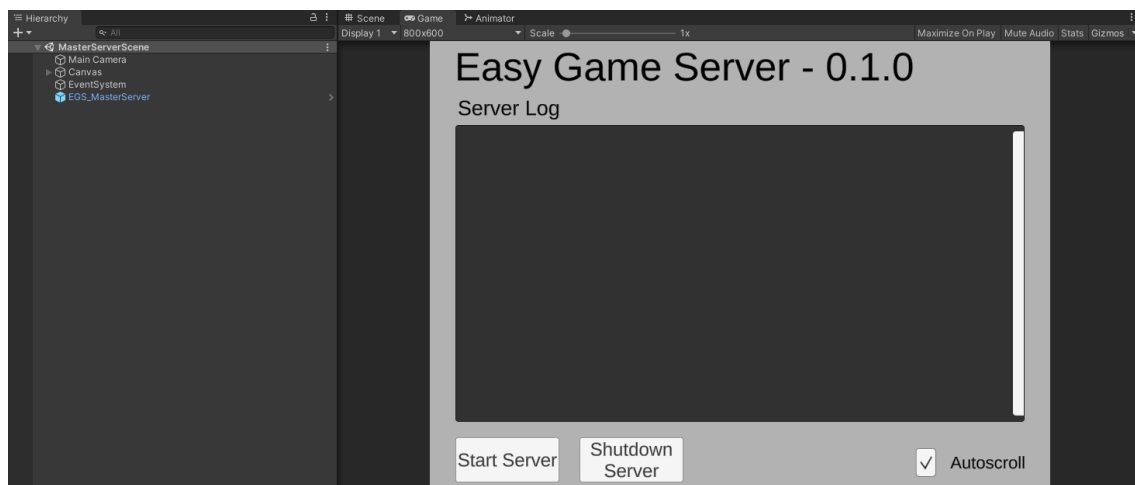 Hierarchy
All
MasterServerScene
Main Camera
Canvas
EventSystem
EGS_MasterServer
Scene Game Animator
Display 1 800x600 Scale 1x Maximize On Play Mute Audio Stats Gizmos
Easy Game Server - 0.1.0
Server Log
Start Server
Shutdown
Server
Autoscroll